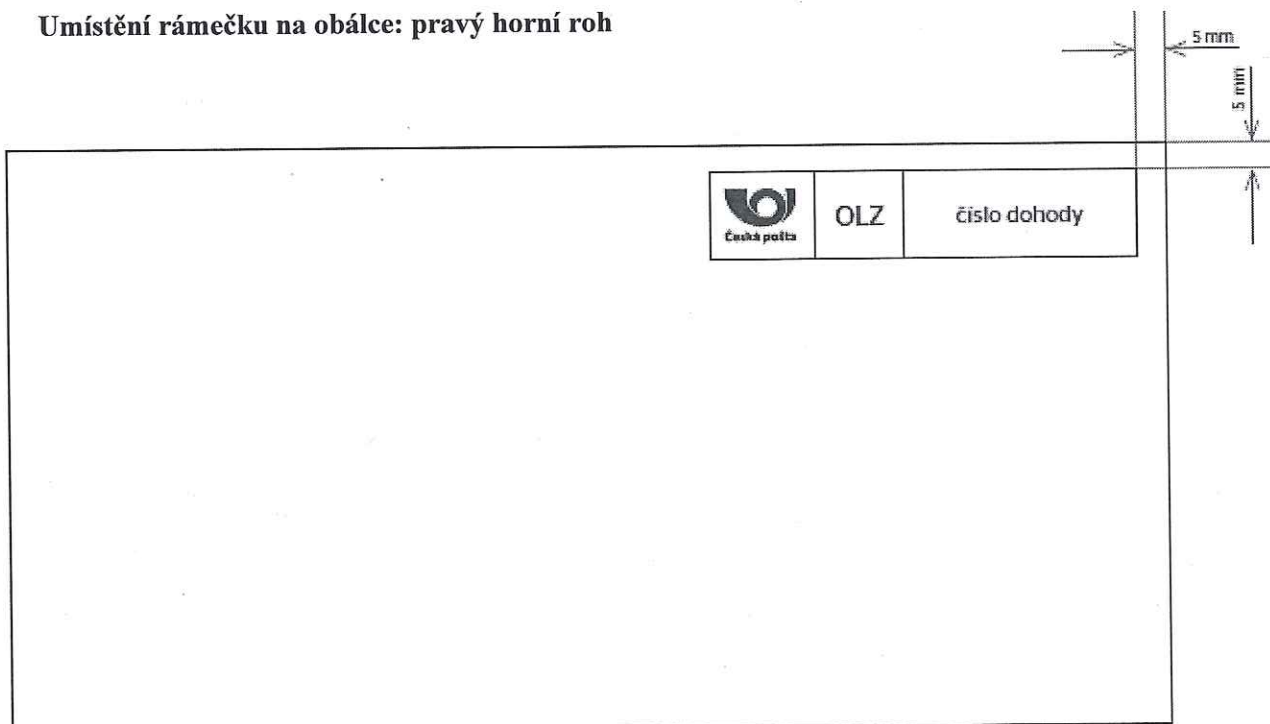 Umístění rámečku na obálce: pravý horní roh
5 mm
5 mm
Česká pošta
OLZ
číslo dohody